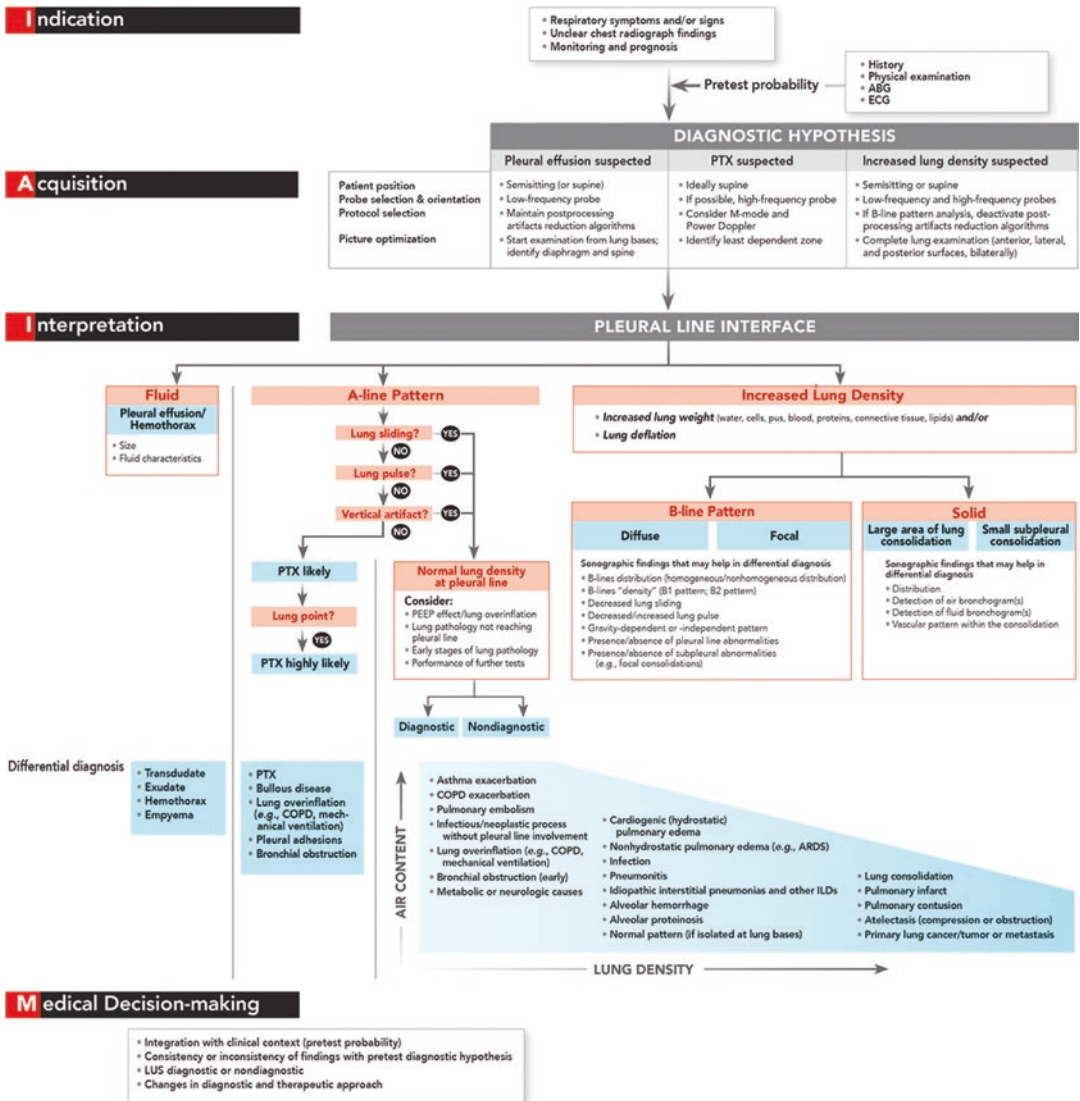 Indication
• Respiratory symptoms and/or signs
• Unclear chest radiograph findings
• Monitoring and prognosis
Pretest probability
• History
• Physical examination
• ABG
• ECG
DIAGNOSTIC HYPOTHESIS
Pleural effusion suspected
PTX suspected
Increased lung density suspected
Acquisition
Patient position
Probe selection & orientation
Protocol selection
Picture optimization
• Semisitting (or supine)
• Low-frequency probe
• Maintain postprocessing
artifacts reduction algorithms
• Start examination from lung bases;
identify diaphragm and spine
• Ideally supine
• If possible, high-frequency probe
• Consider M-mode and
Power Doppler
• Identify least dependent zone
• Semisitting or supine
• Low-frequency and high-frequency probes
• If B-line pattern analysis, deactivate post-
processing artifacts reduction algorithms
• Complete lung examination (anterior, lateral,
and posterior surfaces, bilaterally)
Interpretation
PLEURAL LINE INTERFACE
Fluid
Pleural effusion/
Hemothorax
• Size
• Fluid characteristics
A-line Pattern
Lung sliding?
YES
NO
Lung pulse?
YES
NO
Vertical artifact?
YES
NO
PTX likely
Lung point?
YES
PTX highly likely
Normal lung density
at pleural line
Consider:
• PEEP effect/lung overinflation
• Lung pathology not reaching
pleural line
• Early stages of lung pathology
• Performance of further tests
Diagnostic
Nondiagnostic
Increased Lung Density
• Increased lung weight (water, cells, pus, blood, proteins, connective tissue, lipids) and/or
• Lung deflation
B-line Pattern
Diffuse
Focal
Sonographic findings that may help in differential diagnosis
• B-lines distribution (homogeneous/nonhomogeneous distribution)
• B-lines "density" (B1 pattern; B2 pattern)
• Decreased lung sliding
• Decreased/increased lung pulse
• Gravity-dependent or -independent pattern
• Presence/absence of pleural line abnormalities
• Presence/absence of subpleural abnormalities
(e.g., focal consolidations)
Solid
Large area of lung
consolidation
Small subpleural
consolidation
Sonographic findings that may help in
differential diagnosis
• Distribution
• Detection of air bronchogram(s)
• Detection of fluid bronchogram(s)
• Vascular pattern within the consolidation
Differential diagnosis
• Transdudate
• Exudate
• Hemothorax
• Empyema
• PTX
• Bullous disease
• Lung overinflation
(e.g., COPD, mech-
anical ventilation)
• Pleural adhesions
• Bronchial obstruction
AIR CONTENT
• Asthma exacerbation
• COPD exacerbation
• Pulmonary embolism
• Infectious/neoplastic process
without pleural line involvement
• Lung overinflation (e.g., COPD,
mechanical ventilation)
• Bronchial obstruction (early)
• Metabolic or neurologic causes
• Cardiogenic (hydrostatic)
pulmonary edema
• Nonhydrostatic pulmonary edema (e.g., ARDS)
• Infection
• Pneumonitis
• Idiopathic interstitial pneumonias and other ILDs
• Alveolar hemorrhage
• Alveolar proteinosis
• Normal pattern (if isolated at lung bases)
• Lung consolidation
• Pulmonary infarct
• Pulmonary contusion
• Atelectasis (compression or obstruction)
• Primary lung cancer/tumor or metastasis
LUNG DENSITY
Medical Decision-making
• Integration with clinical context (pretest probability)
• Consistency or inconsistency of findings with pretest diagnostic hypothesis
• LUS diagnostic or nondiagnostic
• Changes in diagnostic and therapeutic approach